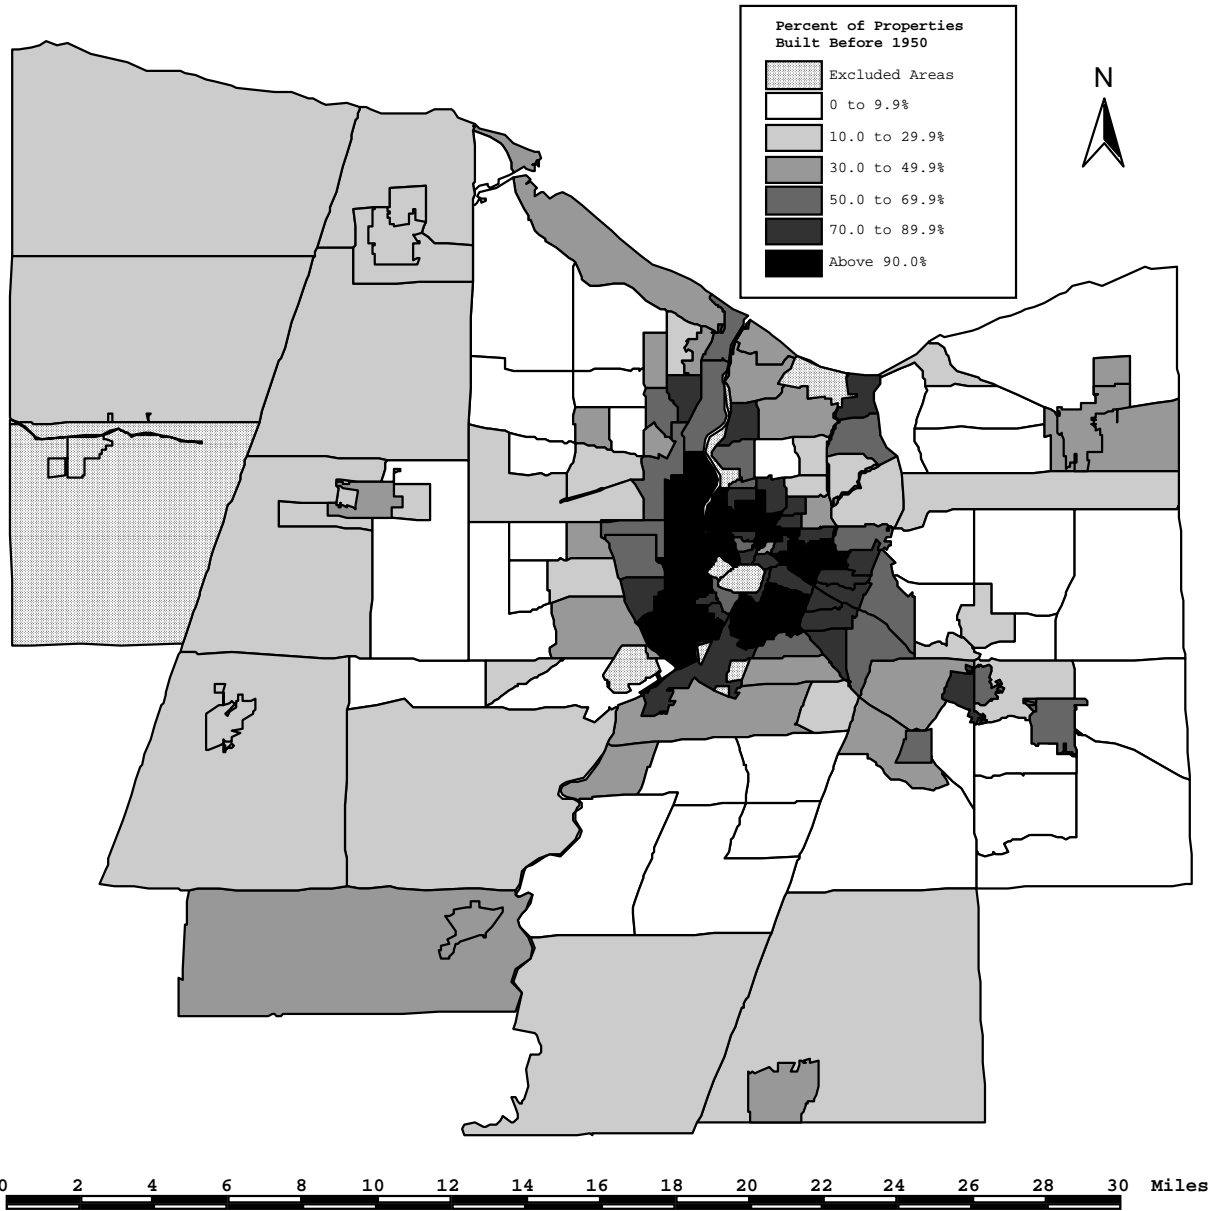 Percent of Properties
Built Before 1950
Excluded Areas
0 to 9.9%
10.0 to 29.9%
30.0 to 49.9%
50.0 to 69.9%
70.0 to 89.9%
Above 90.0%
N
0 2 4 6 8 10 12 14 16 18 20 22 24 26 28 30 Miles